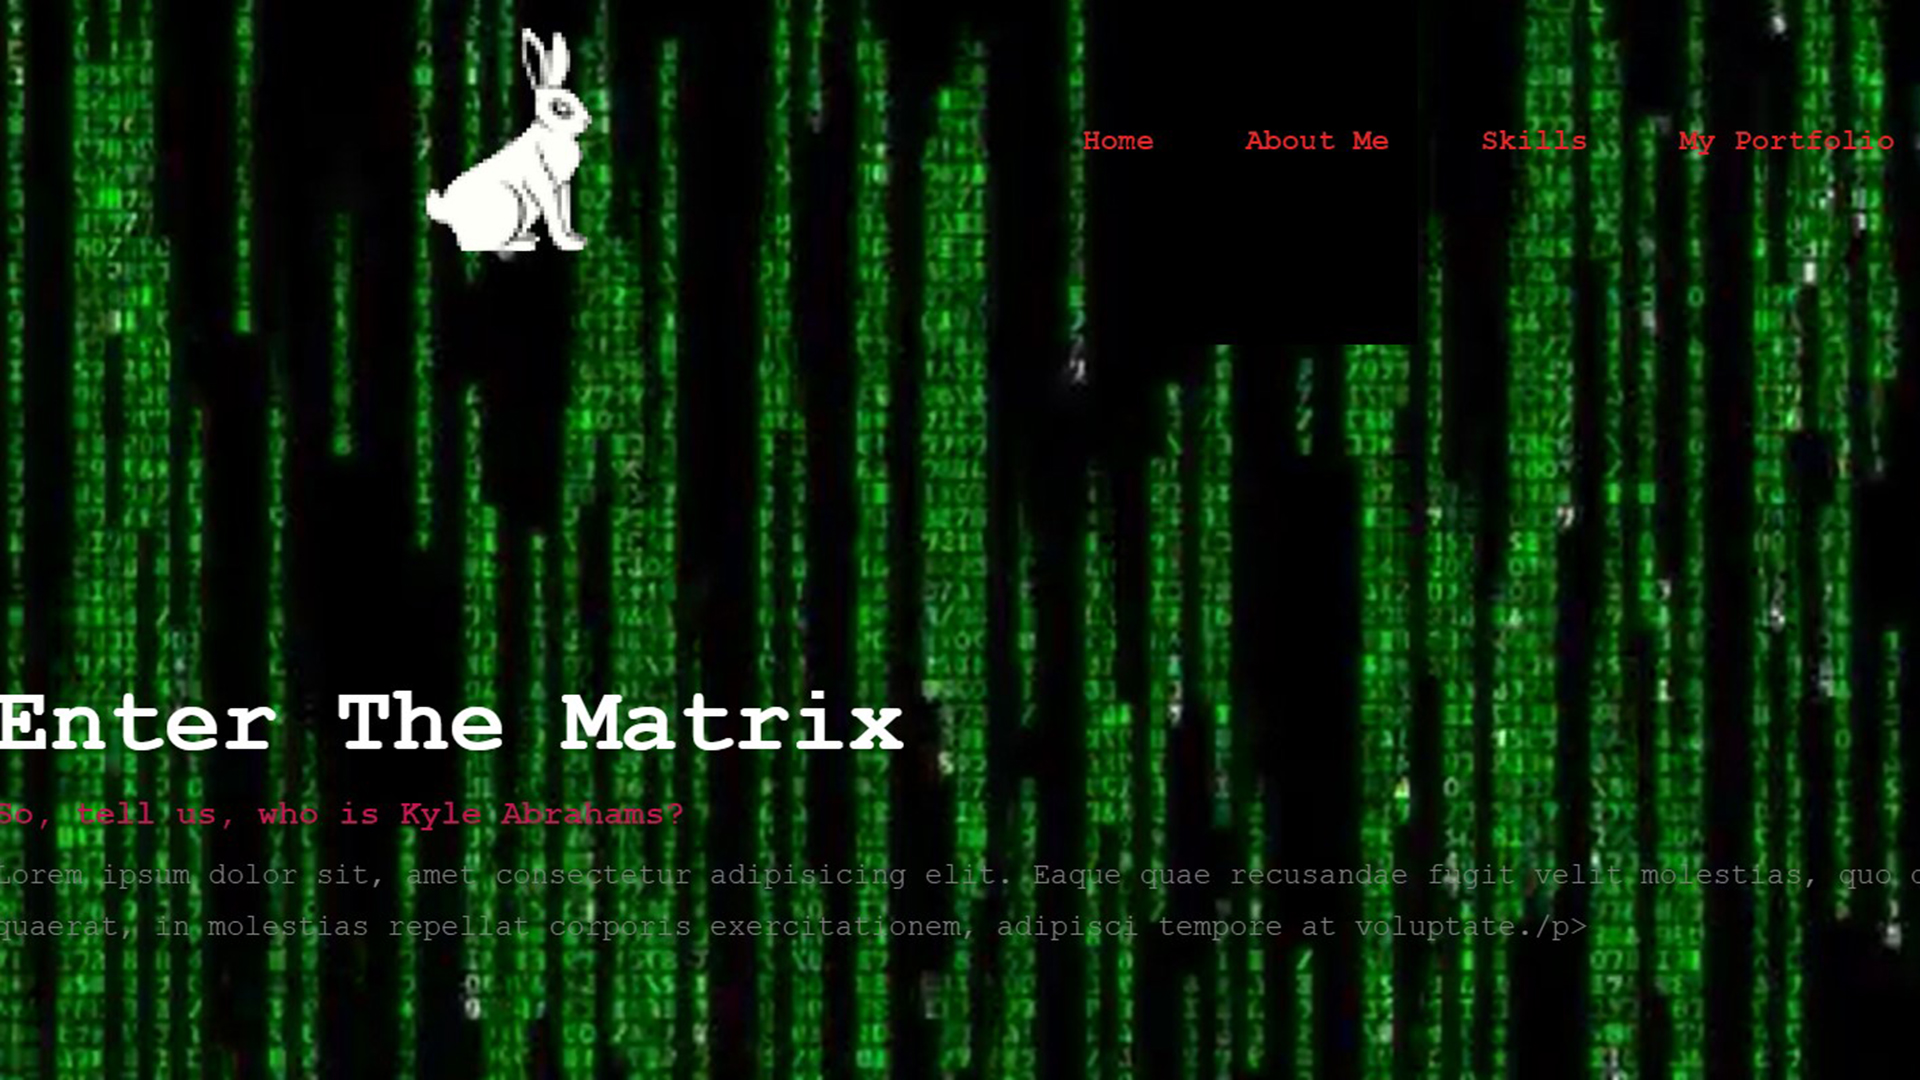 Home About Me Skills My Portfolio
Enter The Matrix
So, tell us, who is Kyle Abrahams?
Lorem ipsum dolor sit, amet consectetur adipisicing elit. Eaque quae recusandae fugit velit molestias, quo
quaerat, in molestias repellat corporis exercitationem, adipisci tempore at voluptate./p>